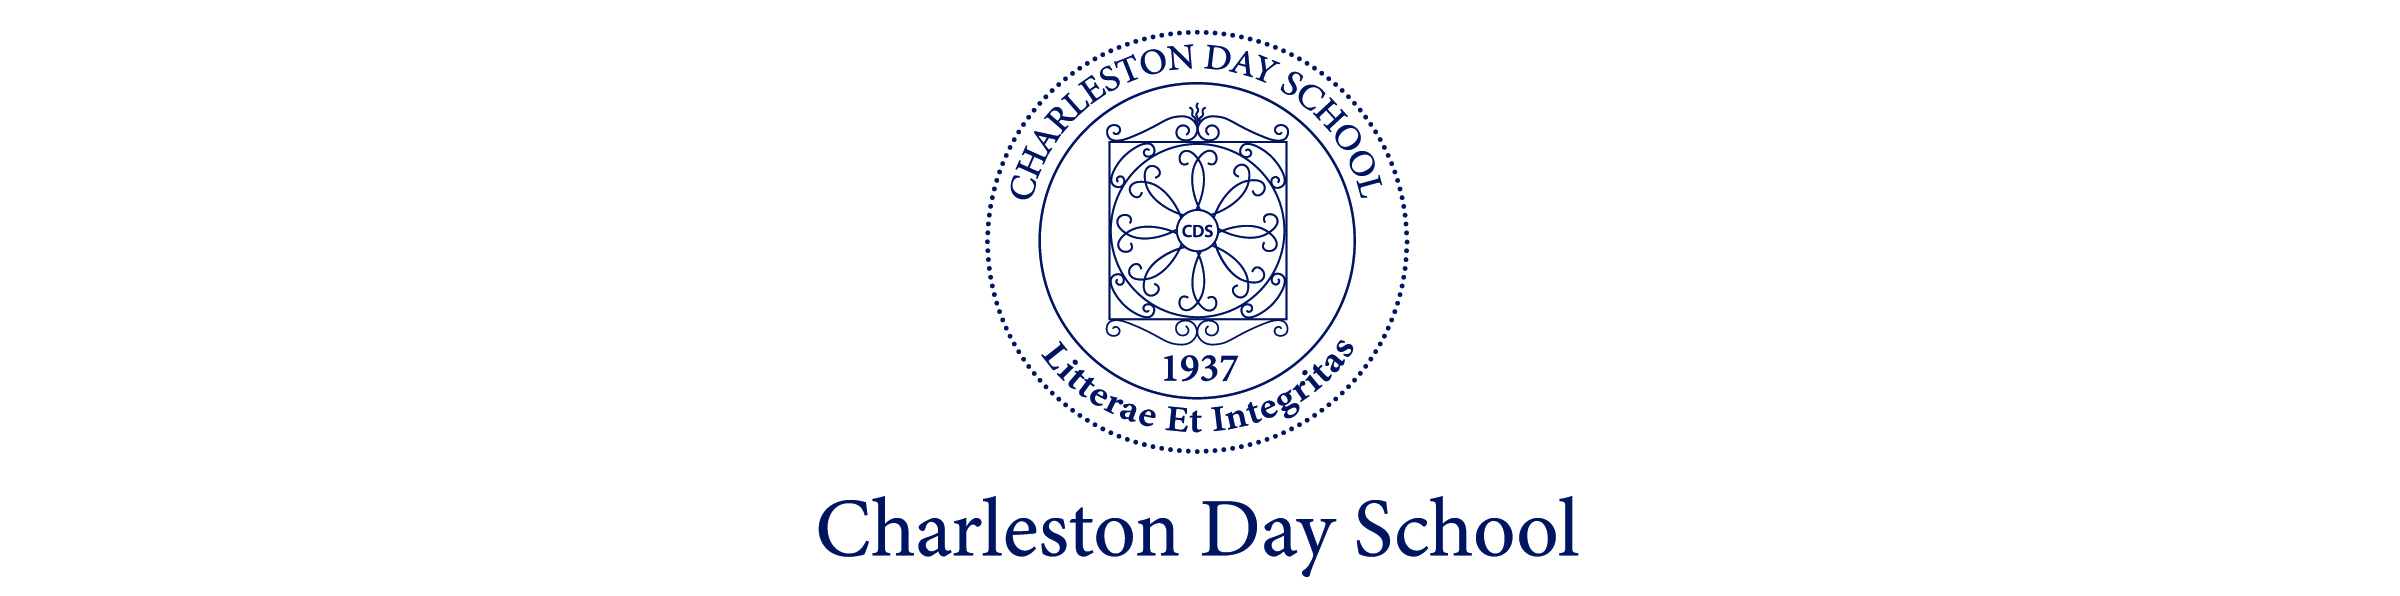 CHARLESTON DAY SCHOOL
CDS
1937
Litterae Et Integritas
Charleston Day School